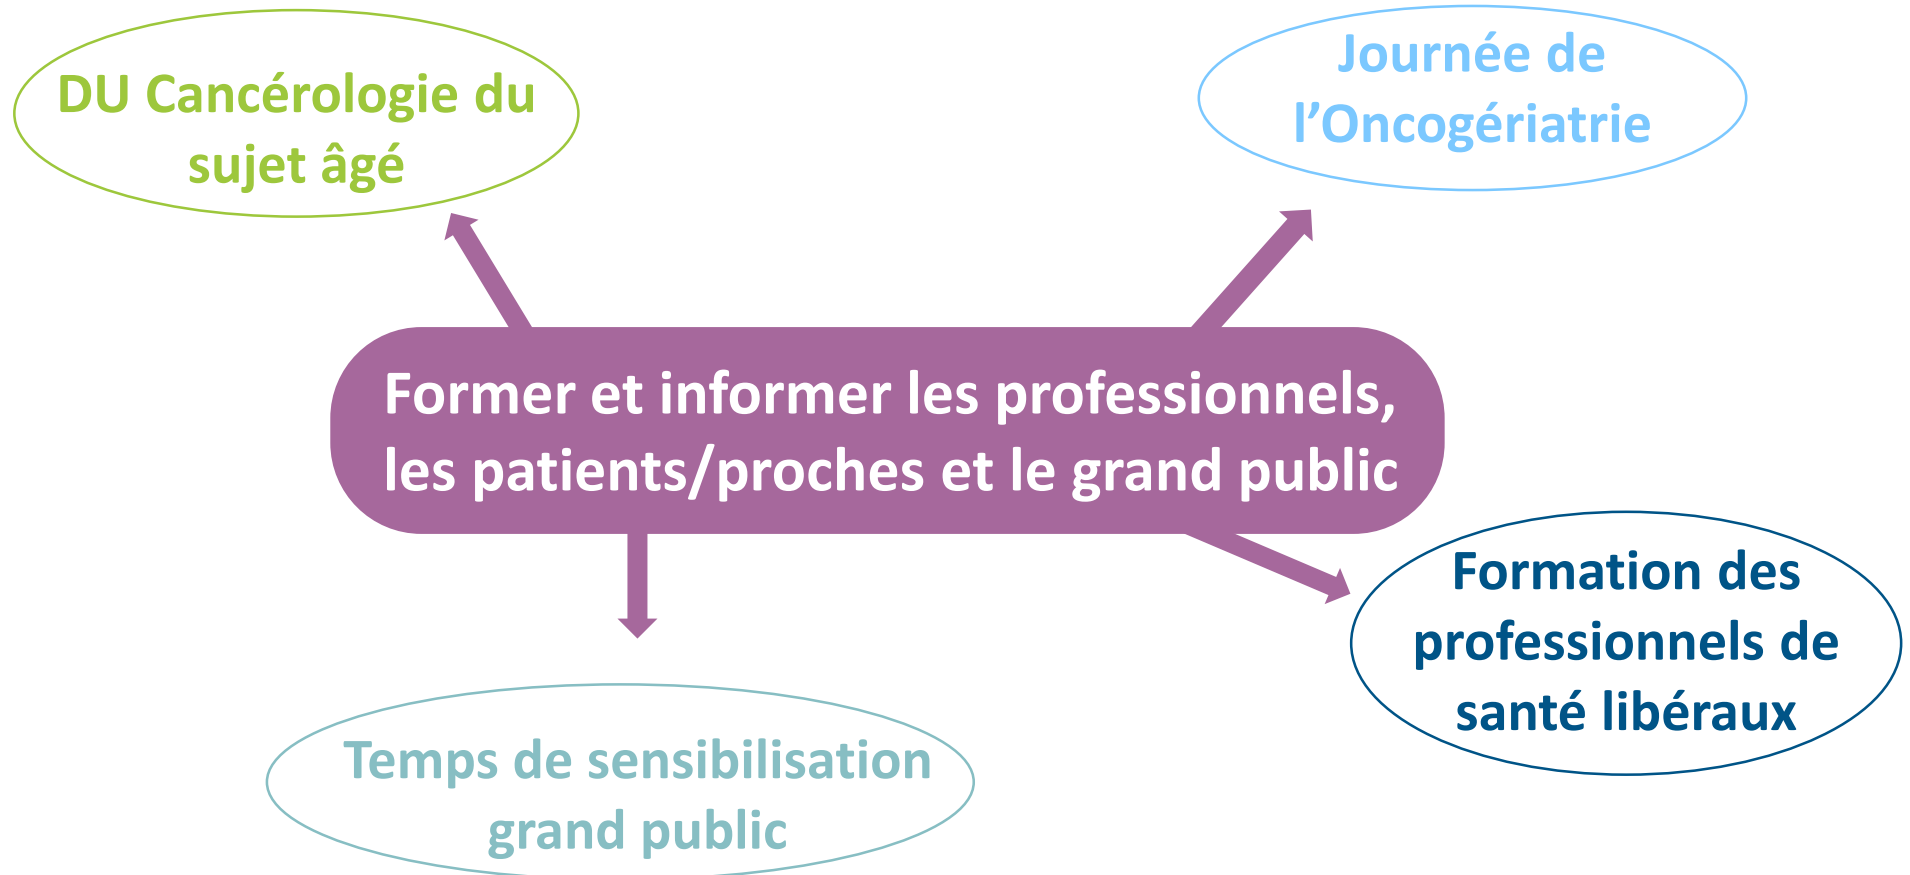 DU Cancérologie du
sujet âgé
Journée de
l’Oncogériatrie
Former et informer les professionnels,
les patients/proches et le grand public
Formation des
professionnels de
santé libéraux
Temps de sensibilisation
grand public